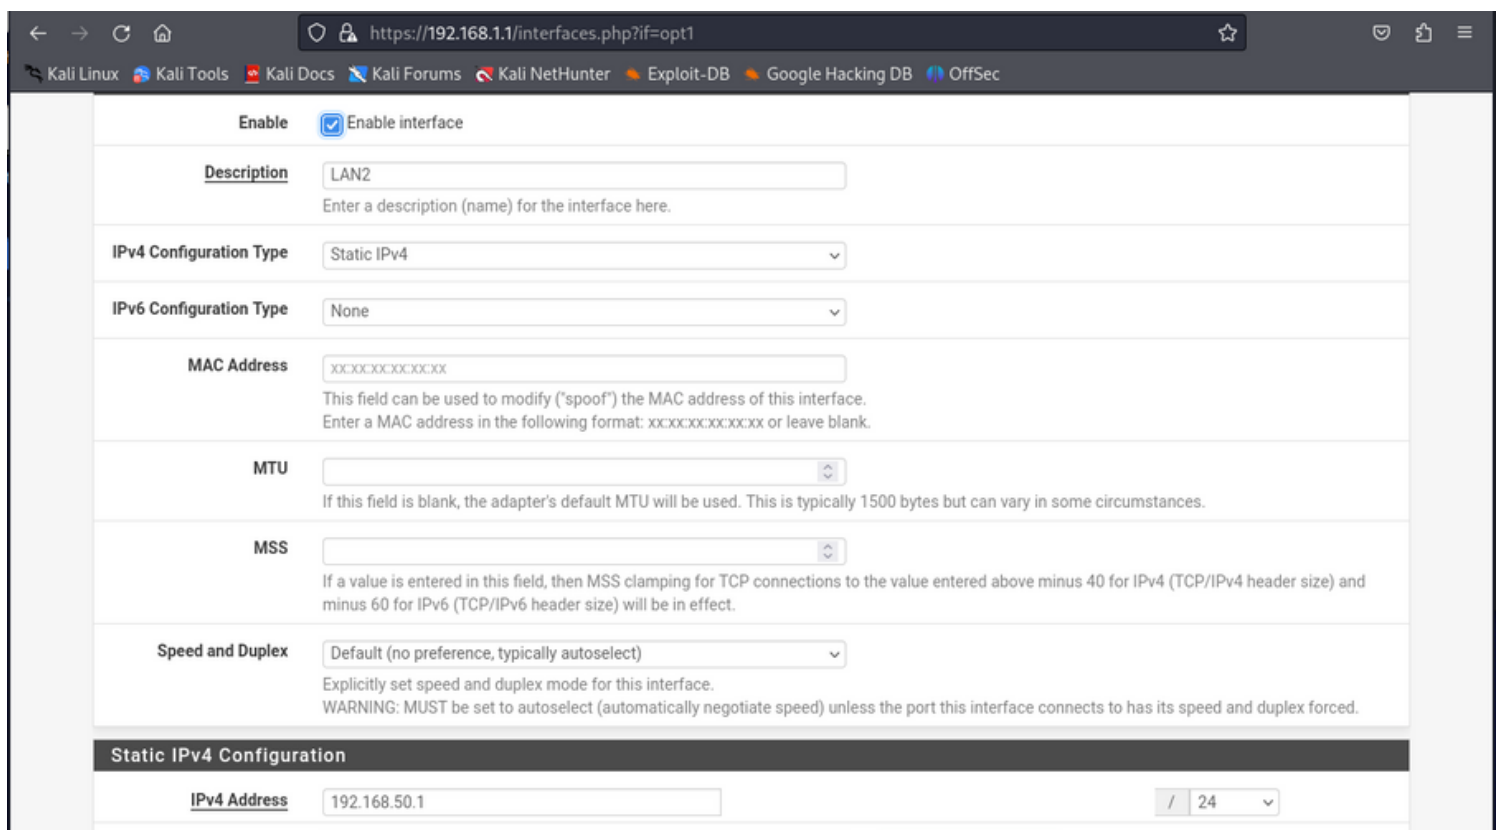 https://192.168.1.1/interfaces.php?if=opt1
Kali Linux Kali Tools Kali Docs Kali Forums Kali NetHunter Exploit-DB Google Hacking DB OffSec
Enable Enable interface
Description LAN2
Enter a description (name) for the interface here.
IPv4 Configuration Type Static IPv4
IPv6 Configuration Type None
MAC Address xx:xx:xx:xx:xx:xx
This field can be used to modify ("spoof") the MAC address of this interface.
Enter a MAC address in the following format: xx:xx:xx:xx:xx:xx or leave blank.
MTU
If this field is blank, the adapter's default MTU will be used. This is typically 1500 bytes but can vary in some circumstances.
MSS
If a value is entered in this field, then MSS clamping for TCP connections to the value entered above minus 40 for IPv4 (TCP/IPv4 header size) and
minus 60 for IPv6 (TCP/IPv6 header size) will be in effect.
Speed and Duplex Default (no preference, typically autoselect)
Explicitly set speed and duplex mode for this interface.
WARNING: MUST be set to autoselect (automatically negotiate speed) unless the port this interface connects to has its speed and duplex forced.
Static IPv4 Configuration
IPv4 Address 192.168.50.1 / 24